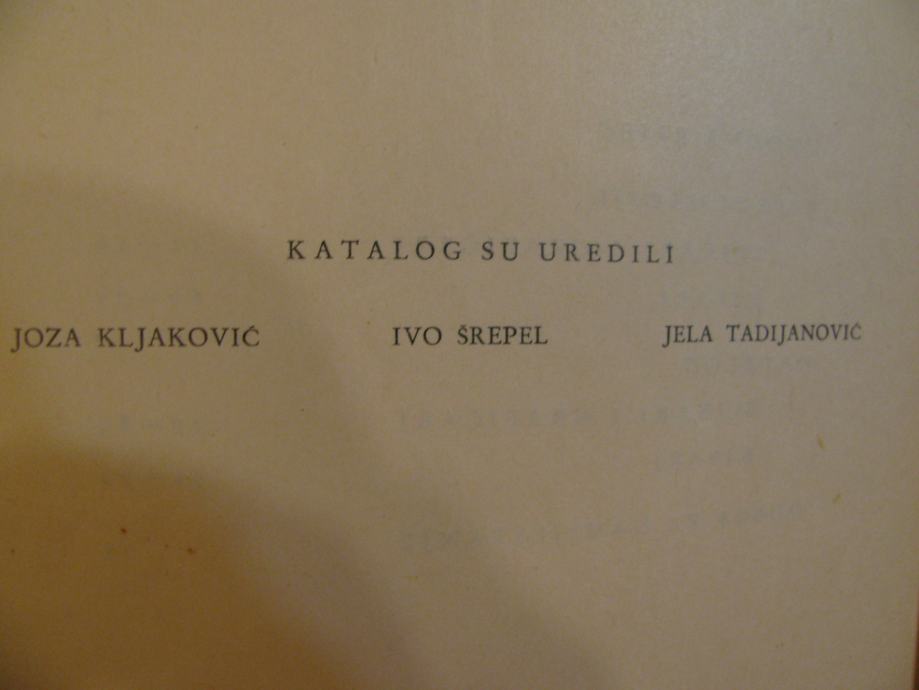 KATALOG SU UREDILI
JOZA KLJAKOVIĆ IVO ŠREPEL JELA TADIJANOVIĆ